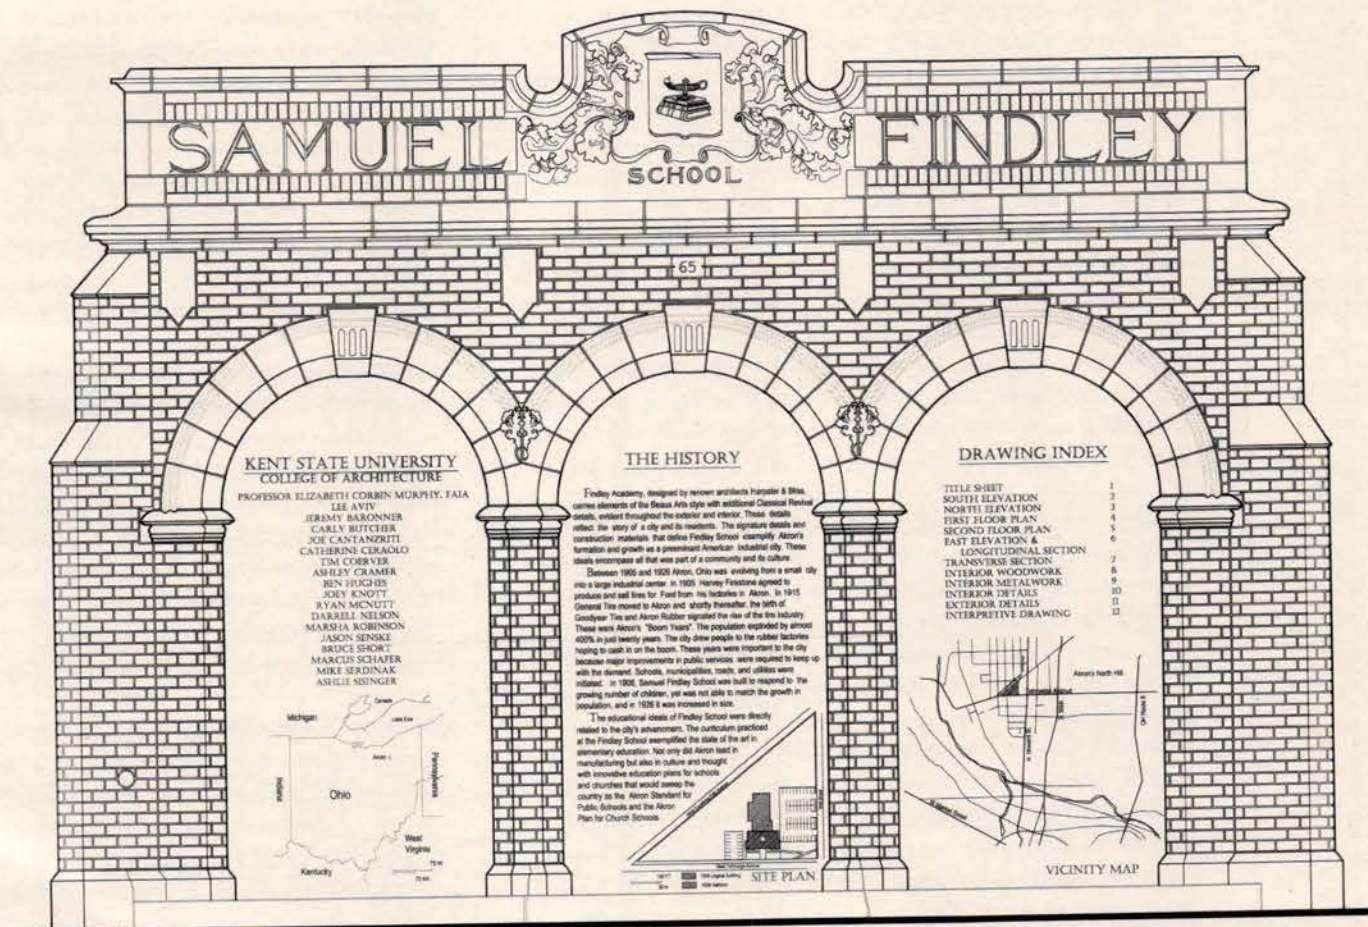 SAMUEL
SCHOOL
FINDLEY
65
KENT STATE UNIVERSITY
COLLEGE OF ARCHITECTURE
PROFESSOR ELIZABETH CORBIN MURPHY, FAIA
LEE AVIV
JEREMY BARONNER
CARLY BUTCHER
JOE CANTANZRITI
CATHERINE CERAOLO
TIM COERVER
ASHLEY CRAMER
BEN HUGHES
JOEY KNOTT
RYAN MCNUTT
DARRELL NELSON
MARSHA ROBINSON
JASON SENSKE
BRUCE SHORT
MARCUS SCHAFER
MIKE SERDINAK
ASHLIE SISINGER
Michigan
Canada
Lake Erie
Akron
Indiana
Ohio
Pennsylvania
West
Virginia
Kentucky
THE HISTORY
Findley Academy, designed by renown architects Harpster & Bliss,
carries elements of the Beaux Arts style with additional Classical Revival
details, evident throughout the exterior and interior. These details
reflect the story of a city and its residents. The signature details and
construction materials that define Findley School exemplify Akron's
formation and growth as a preeminant American industrial city. These
ideals encompass all that was part of a community and its culture.
Between 1905 and 1926 Akron, Ohio was evolving from a small city
into a large industrial center. In 1905 Harvey Firestone agreed to
produce and sell tires for Ford from his factories in Akron. In 1915
General Tire moved to Akron and shortly thereafter, the birth of
Goodyear Tire and Akron Rubber signaled the rise of the tire industry.
These were Akron's "Boom Years". The population exploded by almost
400% in just twenty years. The city drew people to the rubber factories
hoping to cash in on the boom. These years were important to the city
because major improvements in public services were required to keep up
with the demand. Schools, municipalities, roads, and utilities were
initiated. In 1906, Samuel Findley School was built to respond to the
growing number of children, yet was not able to match the growth in
population, and in 1926 it was increased in size.
The educational ideals of Findley School were directly
related to the city's advancment. The curriculum practiced
at the Findley School exemplified the state of the art in
elementary education. Not only did Akron lead in
manufacturing but also in culture and thought
with innovative education plans for schools
and churches that would sweep the
country as the Akron Standard for
Public Schools and the Akron
Plan for Church Schools
SITE PLAN
DRAWING INDEX
TITLE SHEET 1
SOUTH ELEVATION 2
NORTH ELEVATION 3
FIRST FLOOR PLAN 4
SECOND FLOOR PLAN 5
EAST ELEVATION & 6
LONGITUDINAL SECTION
TRANSVERSE SECTION 7
INTERIOR WOODWORK 8
INTERIOR METALWORK 9
INTERIOR DETAILS 10
EXTERIOR DETAILS 11
INTERPRETIVE DRAWING 12
Akron's North Hill
VICINITY MAP